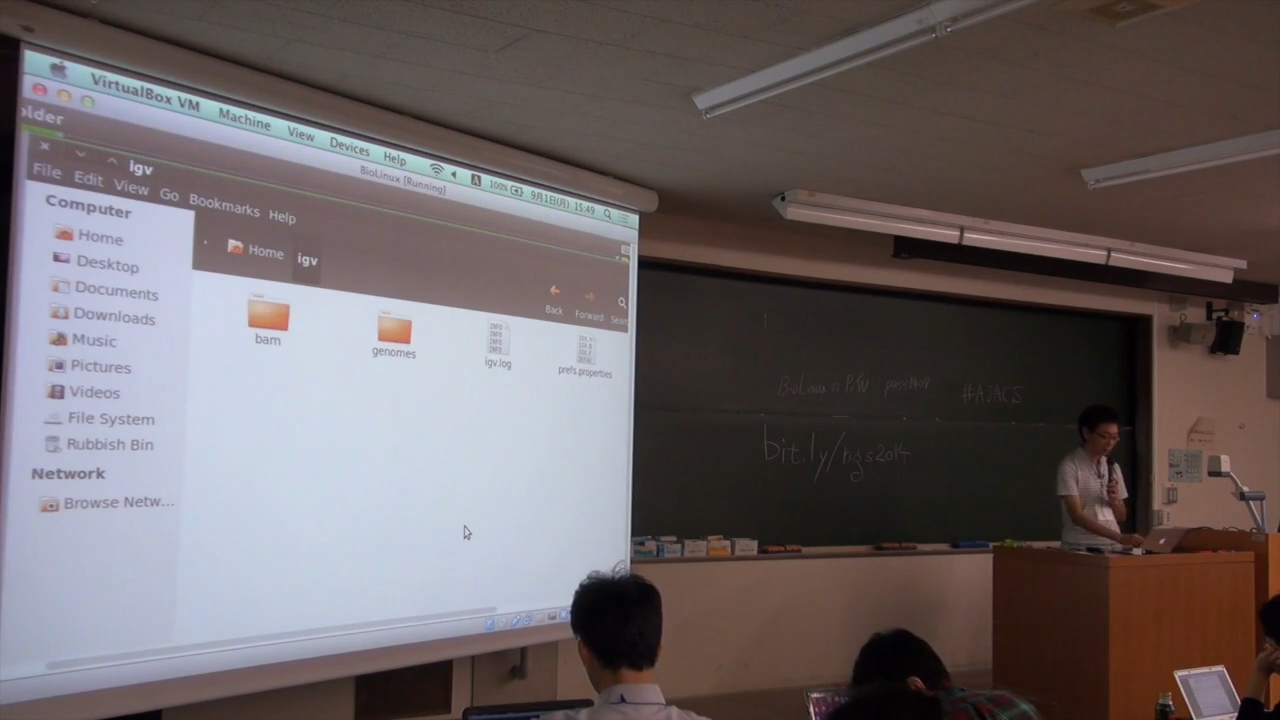 VirtualBox VM Machine View Devices Help 100% 9月1日(月) 15:49
BioLinux [Running]
older
igv
File Edit View Go Bookmarks Help
Computer
Home
Desktop
Documents
Downloads
Music
Pictures
Videos
File System
Rubbish Bin
Network
Browse Netw...
Home igv
Back Forward Sear
bam
genomes
igv.log
prefs.properties
#AJACS
bit.ly/ngs2014